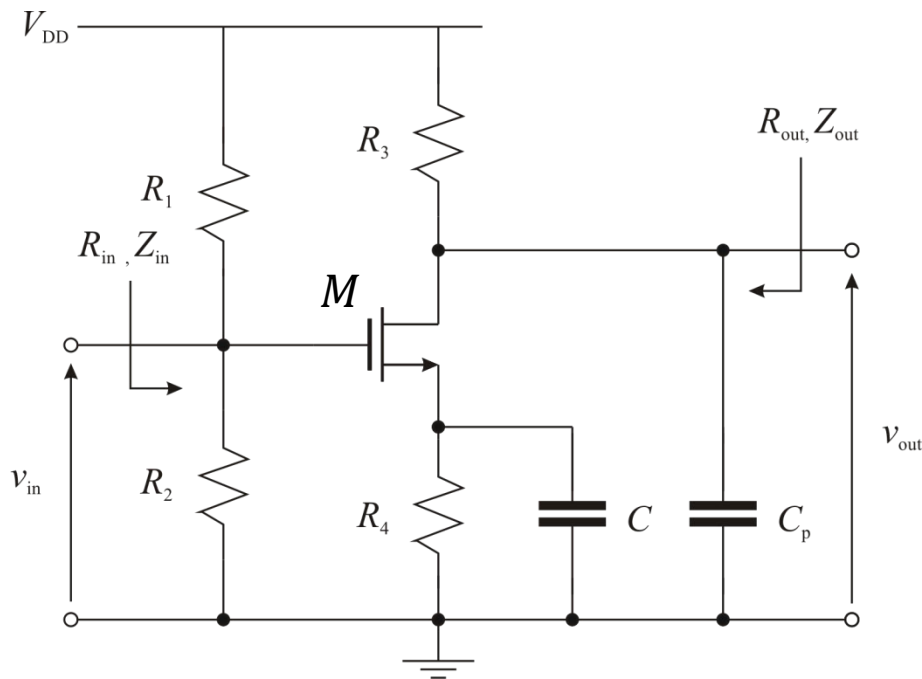 V_DD
R_3
R_out, Z_out
R_1
R_in , Z_in
M
v_in
R_2
R_4
C
C_p
v_out